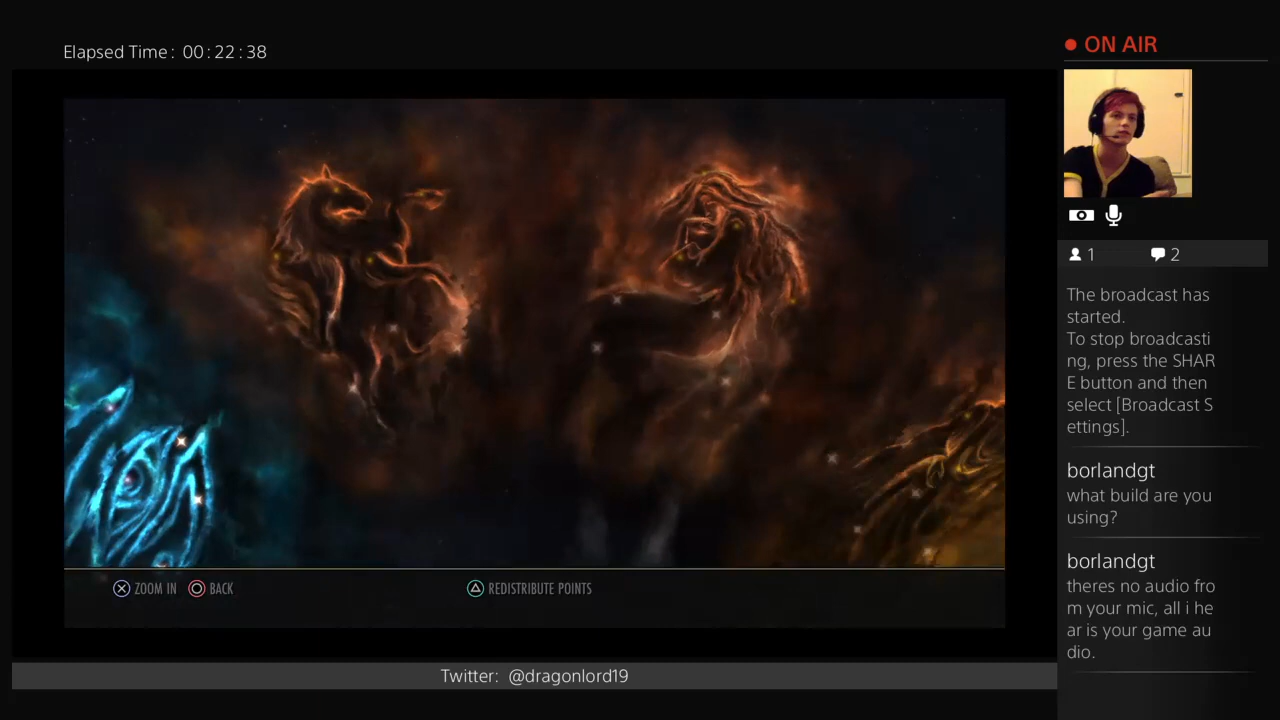 Elapsed Time: 00:22:38
ON AIR
1
2
The broadcast has
started.
To stop broadcasti
ng, press the SHAR
E button and then
select [Broadcast S
ettings].
borlandgt
what build are you
using?
borlandgt
theres no audio fro
m your mic, all i he
ar is your game au
dio.
ZOOM IN BACK REDISTRIBUTE POINTS
Twitter: @dragonlord19